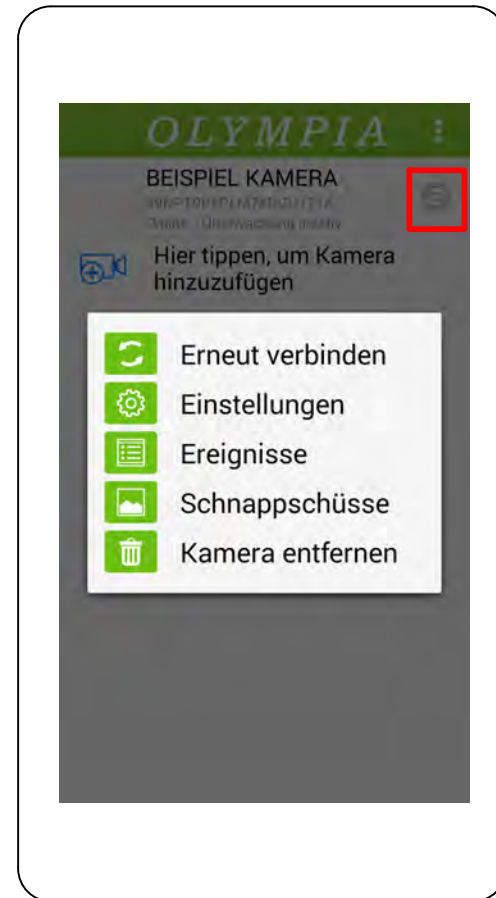 OLYMPIA
BEISPIEL KAMERA
Hier tippen, um Kamera
hinzuzufügen
Erneut verbinden
Einstellungen
Ereignisse
Schnappschüsse
Kamera entfernen